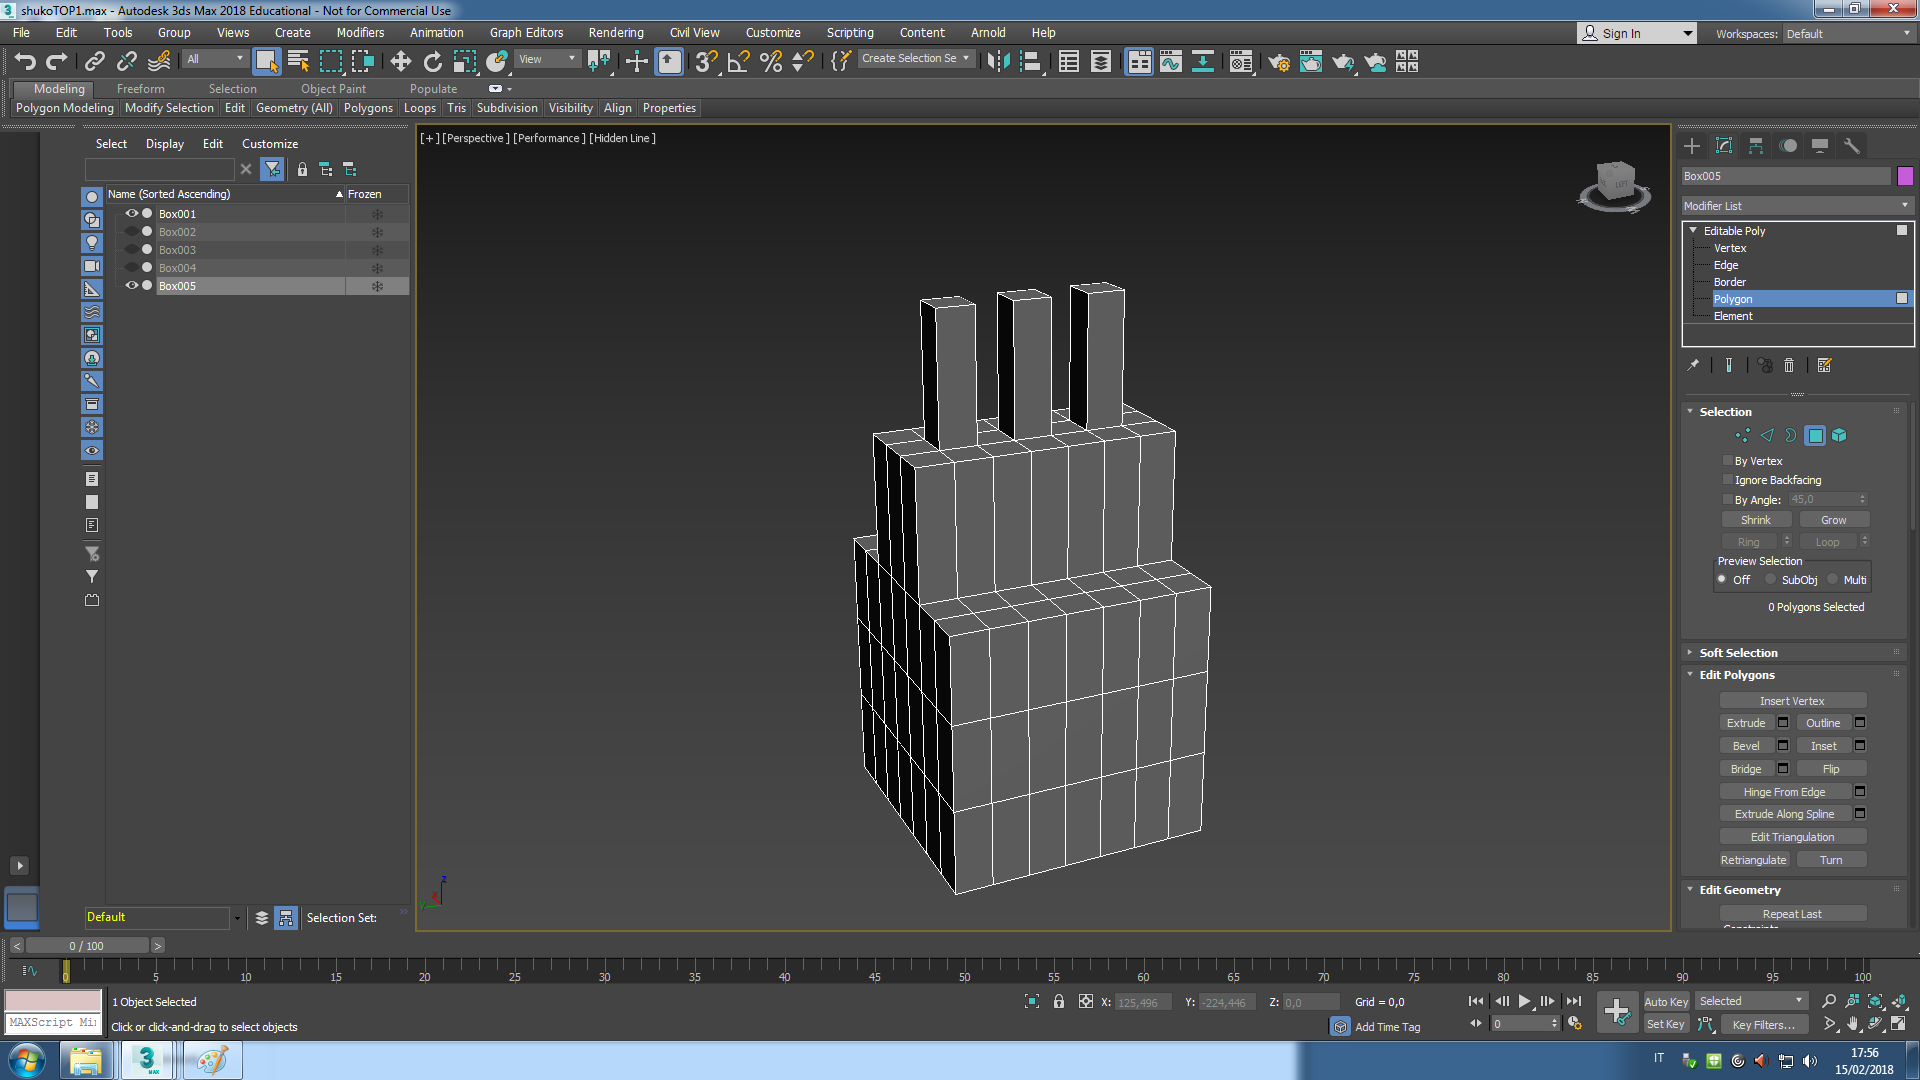 shukoTOP1.max - Autodesk 3ds Max 2018 Educational - Not for Commercial Use
File Edit Tools Group Views Create Modifiers Animation Graph Editors Rendering Civil View Customize Scripting Content Arnold Help
Sign In Workspaces: Default
All View Create Selection Se
Modeling Freeform Selection Object Paint Populate
Polygon Modeling Modify Selection Edit Geometry (All) Polygons Loops Tris Subdivision Visibility Align Properties
Select Display Edit Customize
Name (Sorted Ascending) Frozen
Box001
Box002
Box003
Box004
Box005
Default Selection Set:
[+] [Perspective] [Performance] [Hidden Line]
LEFT
z
x
y
Box005
Modifier List
Editable Poly
Vertex
Edge
Border
Polygon
Element
Selection
By Vertex
Ignore Backfacing
By Angle: 45,0
Shrink Grow
Ring Loop
Preview Selection
Off SubObj Multi
0 Polygons Selected
Soft Selection
Edit Polygons
Insert Vertex
Extrude Outline
Bevel Inset
Bridge Flip
Hinge From Edge
Extrude Along Spline
Edit Triangulation
Retriangulate Turn
Edit Geometry
Repeat Last
Constraints
< 0 / 100 >
0 5 10 15 20 25 30 35 40 45 50 55 60 65 70 75 80 85 90 95 100
1 Object Selected
X: 125,496 Y: -224,446 Z: 0,0 Grid = 0,0
Auto Key Selected
MAXScript Mi
Click or click-and-drag to select objects
Add Time Tag
0
Set Key Key Filters...
3
MAX
IT
17:56
15/02/2018